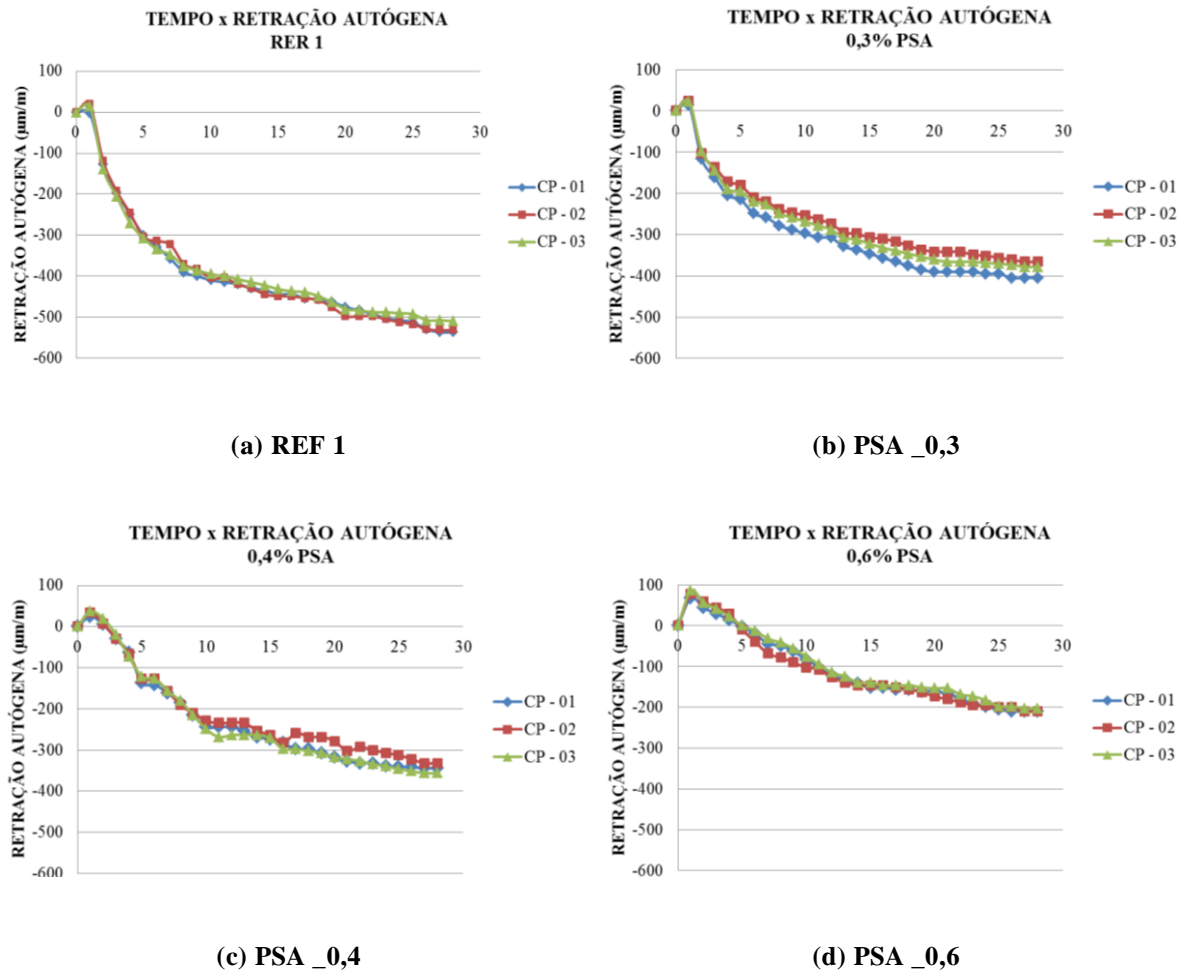 TEMPO x RETRAÇÃO AUTÓGENA
RER 1
RETRAÇÃO AUTÓGENA (µm/m)
100
0
-100
-200
-300
-400
-500
-600
0 5 10 15 20 25 30
CP - 01
CP - 02
CP - 03
(a) REF 1
TEMPO x RETRAÇÃO AUTÓGENA
0,3% PSA
RETRAÇÃO AUTÓGENA (µm/m)
100
0
-100
-200
-300
-400
-500
-600
0 5 10 15 20 25 30
CP - 01
CP - 02
CP - 03
(b) PSA _0,3
TEMPO x RETRAÇÃO AUTÓGENA
0,4% PSA
RETRAÇÃO AUTÓGENA (µm/m)
100
0
-100
-200
-300
-400
-500
-600
0 5 10 15 20 25 30
CP - 01
CP - 02
CP - 03
(c) PSA _0,4
TEMPO x RETRAÇÃO AUTÓGENA
0,6% PSA
RETRAÇÃO AUTÓGENA (µm/m)
100
0
-100
-200
-300
-400
-500
-600
0 5 10 15 20 25 30
CP - 01
CP - 02
CP - 03
(d) PSA _0,6